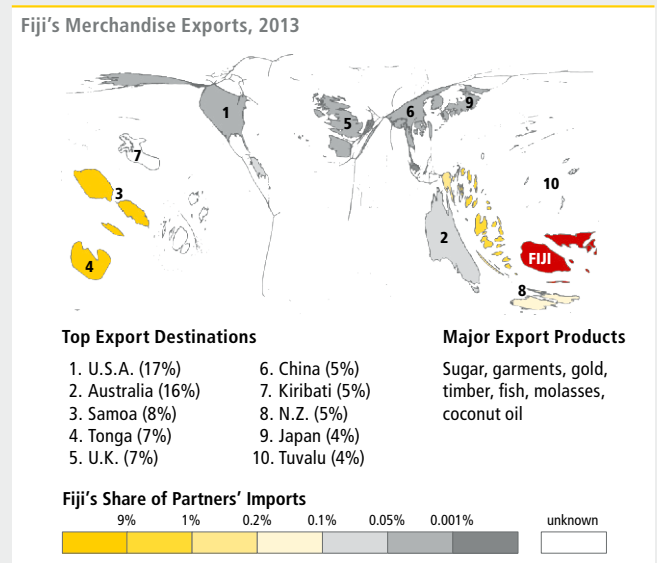 Fiji's Merchandise Exports, 2013
1
9
6
5
7
10
3
2
FIJI
4
8
Top Export Destinations
1. U.S.A. (17%)
2. Australia (16%)
3. Samoa (8%)
4. Tonga (7%)
5. U.K. (7%)
6. China (5%)
7. Kiribati (5%)
8. N.Z. (5%)
9. Japan (4%)
10. Tuvalu (4%)
Major Export Products
Sugar, garments, gold,
timber, fish, molasses,
coconut oil
Fiji's Share of Partners' Imports
9% 1% 0.2% 0.1% 0.05% 0.001% unknown